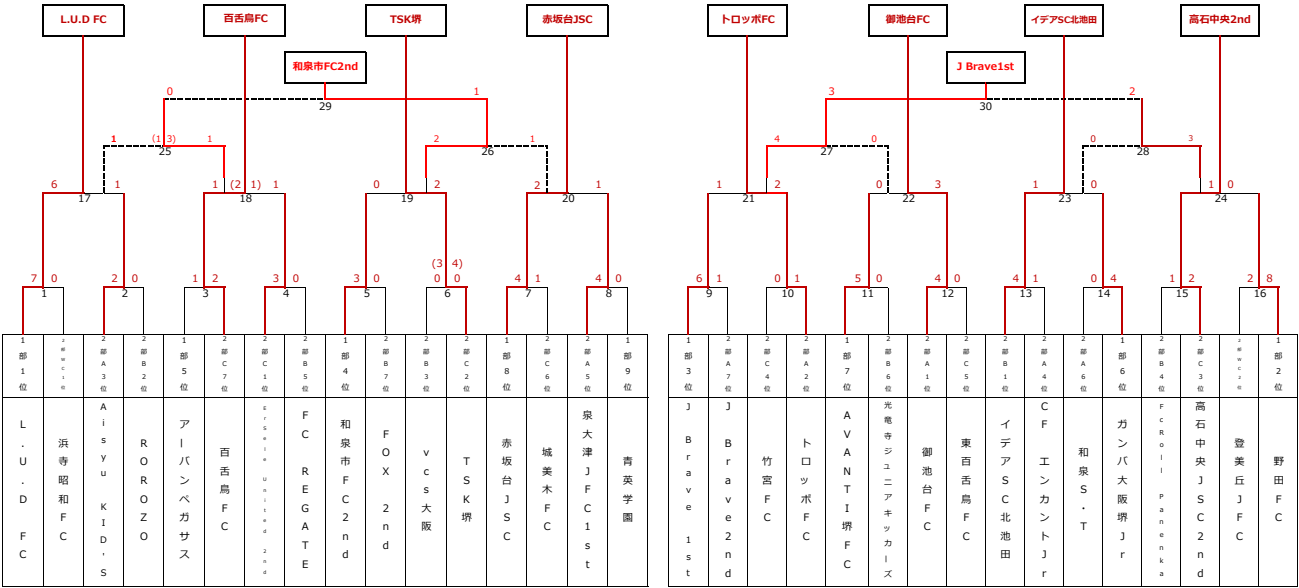 L.U.D FC 百舌鳥FC TSK堺 赤坂台JSC トロッポFC 御池台FC イデアSC北池田 高石中央2nd
和泉市FC2nd J Brave1st
0 1 3 2
29 30
1 (1 3) 1 2 1 4 0 0 3
25 26 27 28
6 1 1 (2 1) 1 0 2 2 1 1 2 0 3 1 0 1 0
17 18 19 20 21 22 23 24
(3 4)
7 0 2 0 1 2 3 0 3 0 0 0 4 1 4 0 6 1 0 1 5 0 4 0 4 1 0 4 1 2 2 8
1 2 3 4 5 6 7 8 9 10 11 12 13 14 15 16
1部1位
2部WC1位
2部A3位
2部B2位
1部5位
2部C7位
2部C1位
2部B5位
1部4位
2部B7位
2部B3位
2部C2位
1部8位
2部C6位
2部A5位
1部9位
1部3位
2部A7位
2部C4位
2部A2位
1部7位
2部B6位
2部A1位
2部C5位
2部B1位
2部A4位
2部A6位
1部6位
2部B4位
2部C3位
2部WC2位
1部2位
L.U.D FC
浜寺昭和FC
Aisyu KID'S
ROROZO
アーバンペガサス
百舌鳥FC
ErSele United 2nd
FC REGATE
和泉市FC2nd
FOX 2nd
vcs大阪
TSK堺
赤坂台JSC
城美木FC
泉大津JFC1st
青英学園
J Brave 1st
J Brave2nd
竹宮FC
トロッポFC
AVANTI堺FC
光竜寺ジュニアキッカーズ
御池台FC
東百舌鳥FC
イデアSC北池田
CF エンカントJr
和泉S・T
ガンバ大阪堺Jr
FcRoll Panenka
高石中央JSC2nd
登美丘JFC
野田FC